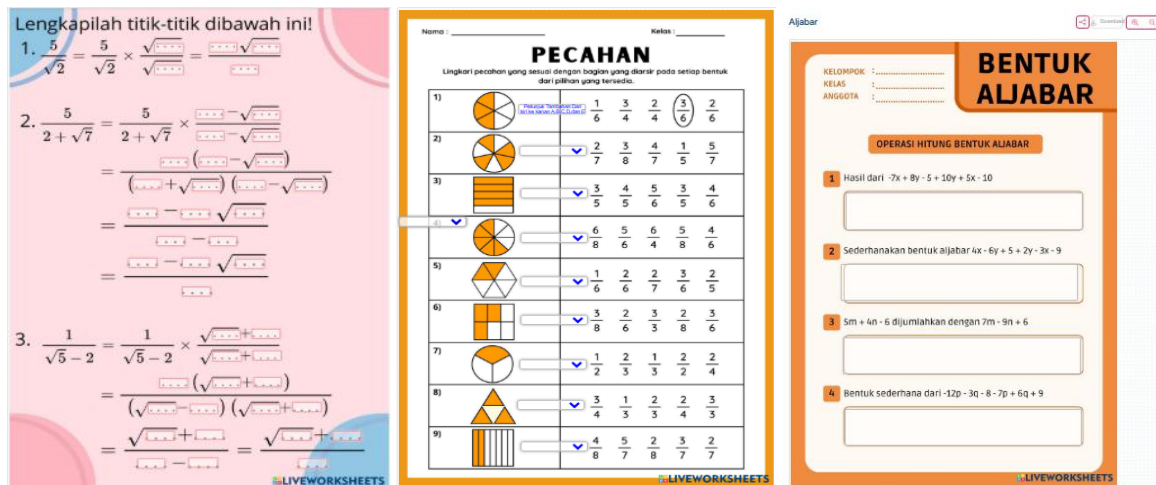 Lengkapilah titik-titik dibawah ini!
1. 5/√2 = 5/√2 × √..../√.... = ....√..../....
2. 5/(2 + √7) = 5/(2 + √7) × (.... − √....)/(.... − √....)
= ....(.... − √....)/((.... + √....)(.... − √....))
= (.... − .... √....)/(.... − ....)
= (.... − .... √....)/....
3. 1/(√5 − 2) = 1/(√5 − 2) × (√.... + ....)/(√.... + ....)
= ....(√.... + ....)/((√.... − ....)(√.... + ....))
= (√.... + ....)/(.... − ....) = (√.... + ....)/....
LIVEWORKSHEETS
Nama :
Kelas :
PECAHAN
Lingkari pecahan yang sesuai dengan bagian yang diarsir pada setiap bentuk
dari pilihan yang tersedia.
1) 1/6 3/4 2/4 3/6 2/6
2) 2/7 3/8 4/7 1/5 5/7
3) 3/5 4/5 5/6 3/5 4/6
4) 6/8 5/6 6/4 5/8 4/6
5) 1/6 2/6 2/7 3/6 2/5
6) 3/8 2/6 3/3 2/8 3/6
7) 1/2 2/3 1/3 2/2 2/4
8) 3/4 1/3 2/3 2/4 3/3
9) 4/8 5/7 2/8 3/7 2/7
LIVEWORKSHEETS
Aljabar
Download
KELOMPOK :
KELAS :
ANGGOTA :
BENTUK
ALJABAR
OPERASI HITUNG BENTUK ALJABAR
1 Hasil dari -7x + 8y - 5 + 10y + 5x - 10
2 Sederhanakan bentuk aljabar 4x - 6y + 5 + 2y - 3x - 9
3 5m + 4n - 6 dijumlahkan dengan 7m - 9n + 6
4 Bentuk sederhana dari -12p - 3q - 8 - 7p + 6q + 9
LIVEWORKSHEETS